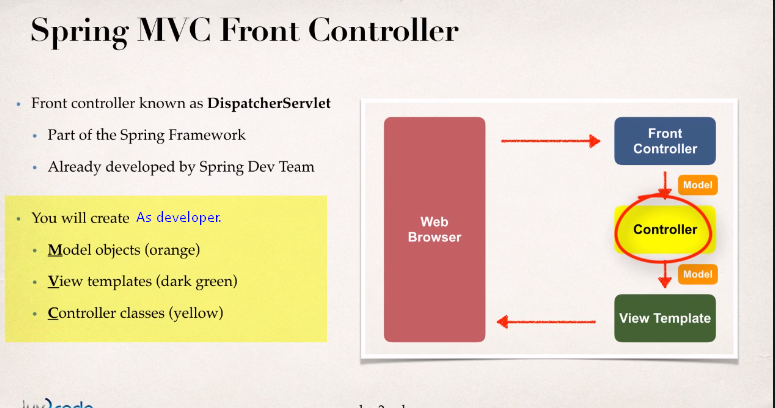 Spring MVC Front Controller
• Front controller known as DispatcherServlet
• Part of the Spring Framework
• Already developed by Spring Dev Team
• You will create As developer.
• Model objects (orange)
• View templates (dark green)
• Controller classes (yellow)
Web
Browser
Front
Controller
Model
Controller
Model
View Template